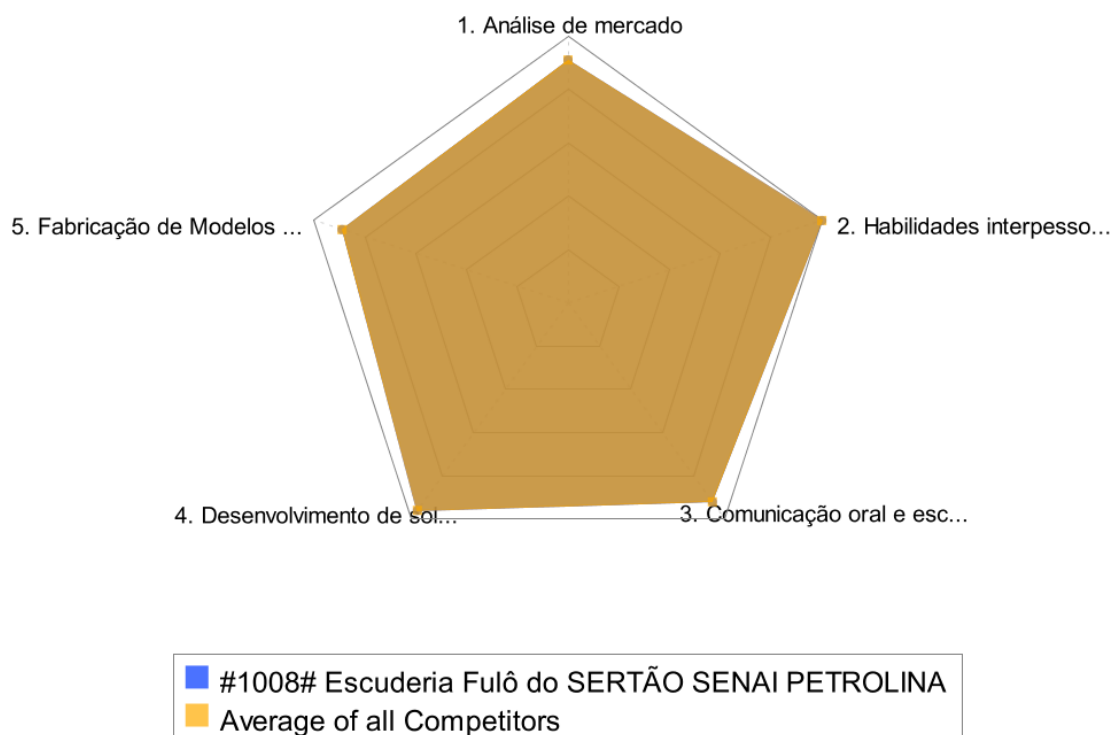 1. Análise de mercado
5. Fabricação de Modelos ...
2. Habilidades interpesso...
4. Desenvolvimento de sol...
3. Comunicação oral e esc...
#1008# Escuderia Fulô do SERTÃO SENAI PETROLINA
Average of all Competitors